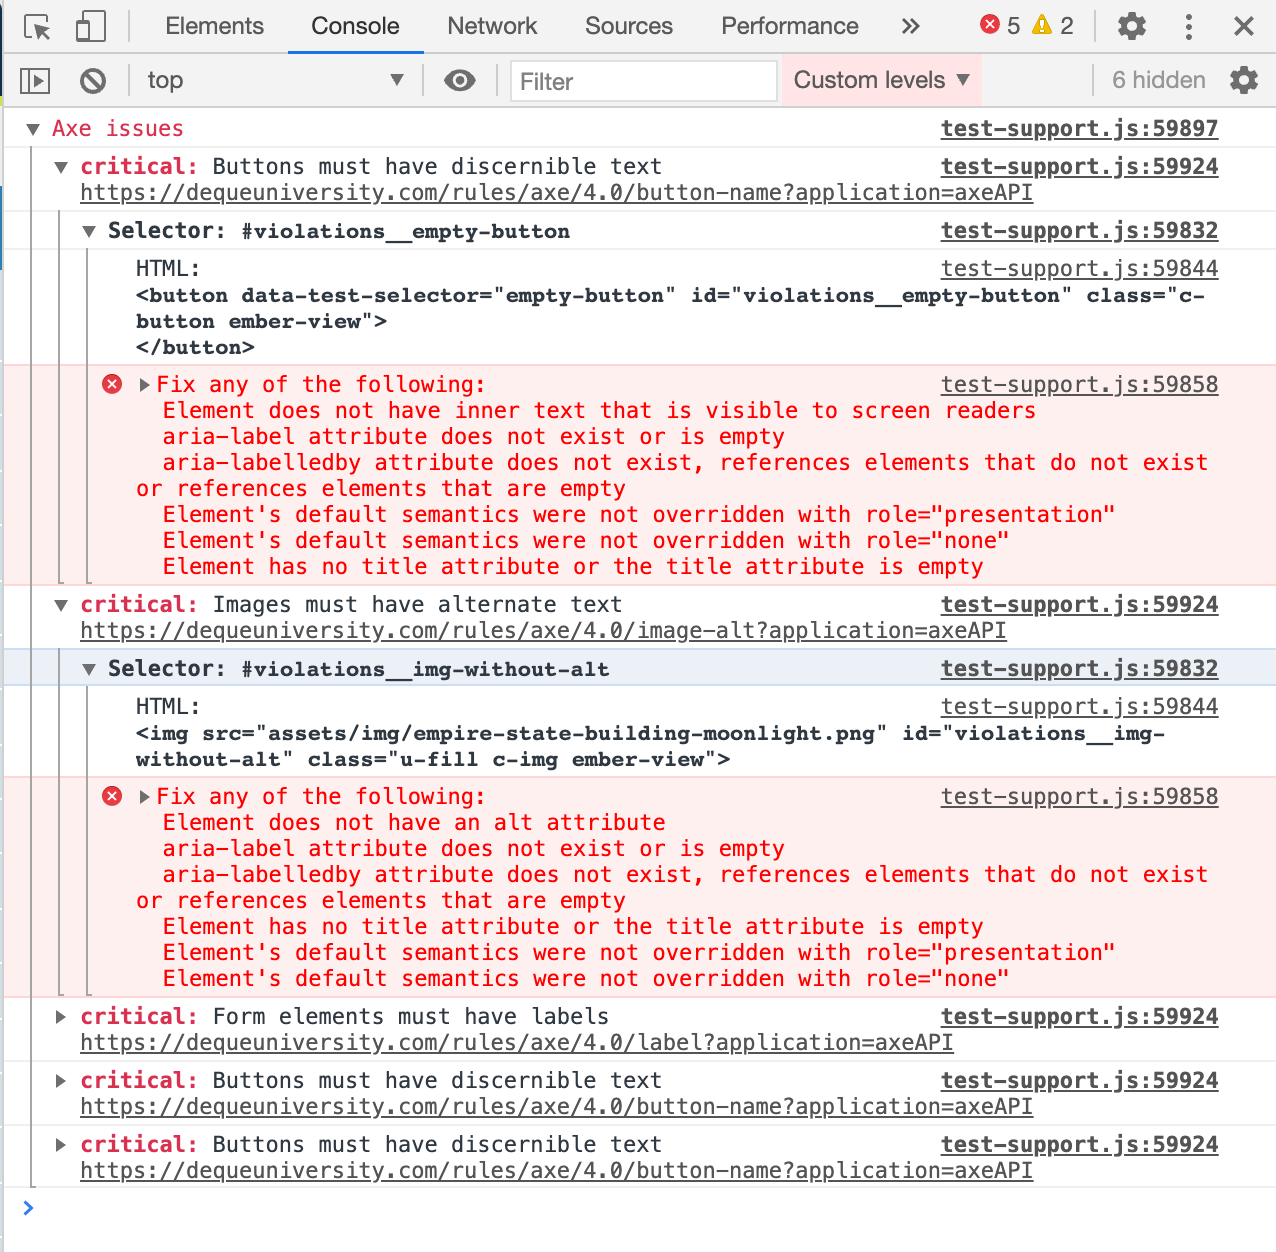 Elements Console Network Sources Performance » 5 2
top Filter Custom levels 6 hidden
Axe issues test-support.js:59897
critical: Buttons must have discernible text test-support.js:59924
https://dequeuniversity.com/rules/axe/4.0/button-name?application=axeAPI
Selector: #violations__empty-button test-support.js:59832
HTML: test-support.js:59844
<button data-test-selector="empty-button" id="violations__empty-button" class="c-
button ember-view">
</button>
Fix any of the following: test-support.js:59858
Element does not have inner text that is visible to screen readers
aria-label attribute does not exist or is empty
aria-labelledby attribute does not exist, references elements that do not exist
or references elements that are empty
Element's default semantics were not overridden with role="presentation"
Element's default semantics were not overridden with role="none"
Element has no title attribute or the title attribute is empty
critical: Images must have alternate text test-support.js:59924
https://dequeuniversity.com/rules/axe/4.0/image-alt?application=axeAPI
Selector: #violations__img-without-alt test-support.js:59832
HTML: test-support.js:59844
<img src="assets/img/empire-state-building-moonlight.png" id="violations__img-
without-alt" class="u-fill c-img ember-view">
Fix any of the following: test-support.js:59858
Element does not have an alt attribute
aria-label attribute does not exist or is empty
aria-labelledby attribute does not exist, references elements that do not exist
or references elements that are empty
Element has no title attribute or the title attribute is empty
Element's default semantics were not overridden with role="presentation"
Element's default semantics were not overridden with role="none"
critical: Form elements must have labels test-support.js:59924
https://dequeuniversity.com/rules/axe/4.0/label?application=axeAPI
critical: Buttons must have discernible text test-support.js:59924
https://dequeuniversity.com/rules/axe/4.0/button-name?application=axeAPI
critical: Buttons must have discernible text test-support.js:59924
https://dequeuniversity.com/rules/axe/4.0/button-name?application=axeAPI